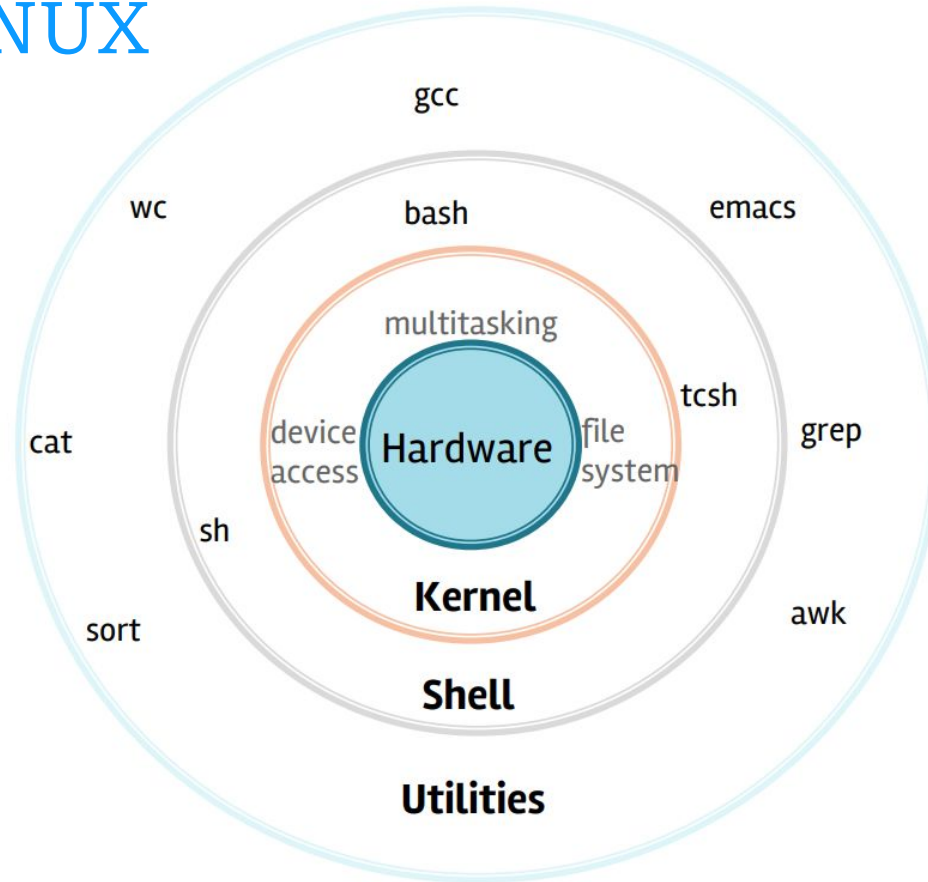 NUX
gcc
wc
emacs
bash
multitasking
tcsh
device
access
Hardware
file
system
cat
grep
sh
Kernel
awk
sort
Shell
Utilities